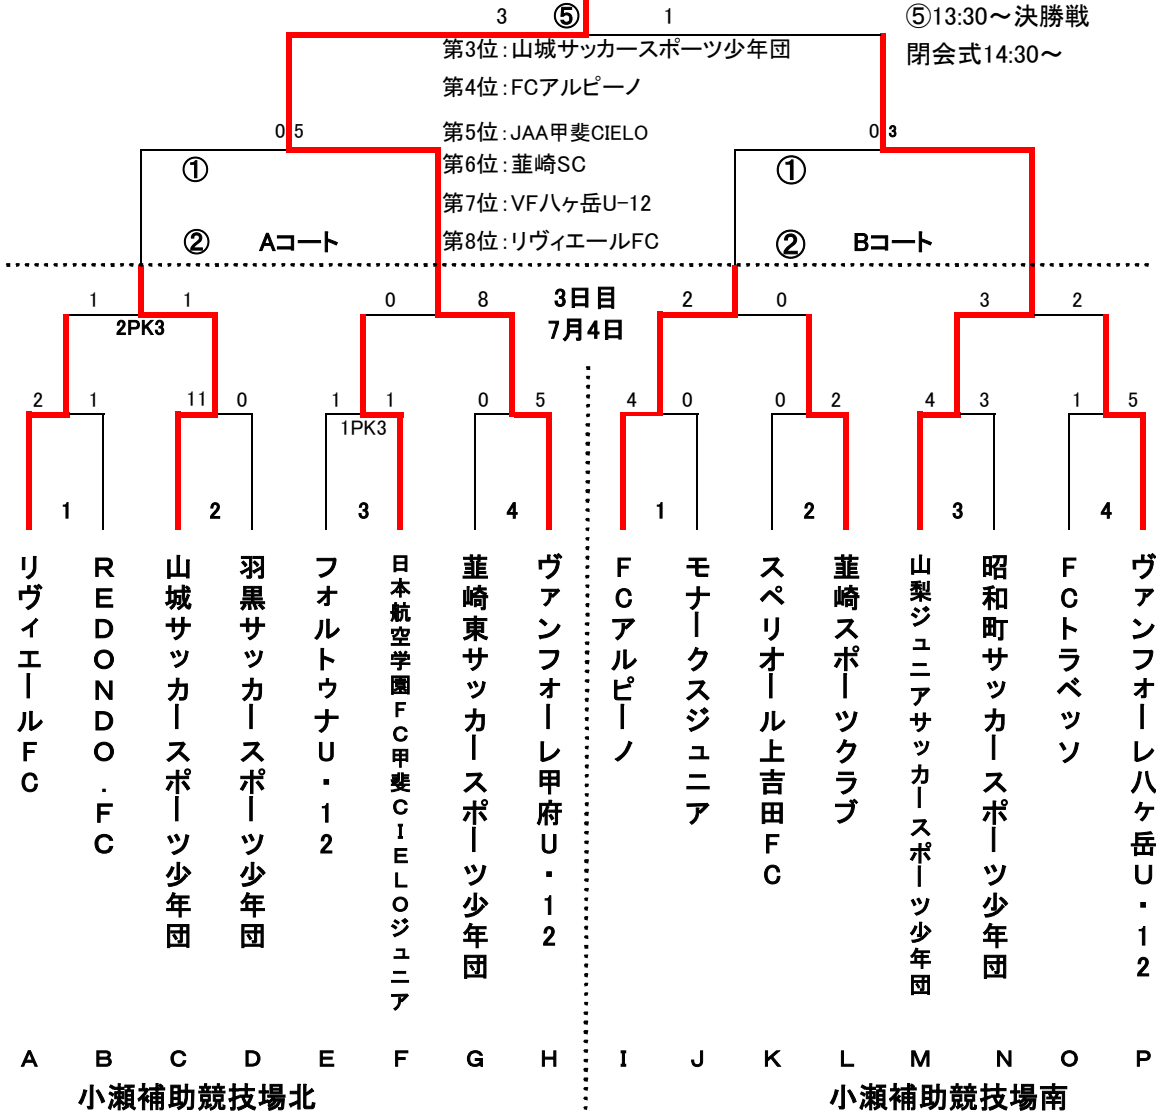 3 ⑤ 1 ⑤13:30～決勝戦
第3位：山城サッカースポーツ少年団
閉会式14:30～
第4位：FCアルピーノ
0 5 第5位：JAA甲斐CIELO 0 3
① 第6位：韮崎SC ①
第7位：VF八ヶ岳U-12
② Aコート 第8位：リヴィエールFC ② Bコート
1 1 0 8 3日目 2 0 3 2
2PK3 7月4日
2 1 11 0 1 1 0 5 4 0 0 2 4 3 1 5
1PK3
1 2 3 4 1 2 3 4
リヴィエールFC
REDONDO.FC
山城サッカースポーツ少年団
羽黒サッカースポーツ少年団
フォルトゥナU-12
日本航空学園FC甲斐CIELOジュニア
韮崎東サッカースポーツ少年団
ヴァンフォーレ甲府U-12
FCアルピーノ
モナークスジュニア
スペリオール上吉田FC
韮崎スポーツクラブ
山梨ジュニアサッカースポーツ少年団
昭和町サッカースポーツ少年団
FCトラベッソ
ヴァンフォーレ八ケ岳U-12
A B C D E F G H I J K L M N O P
小瀬補助競技場北 小瀬補助競技場南